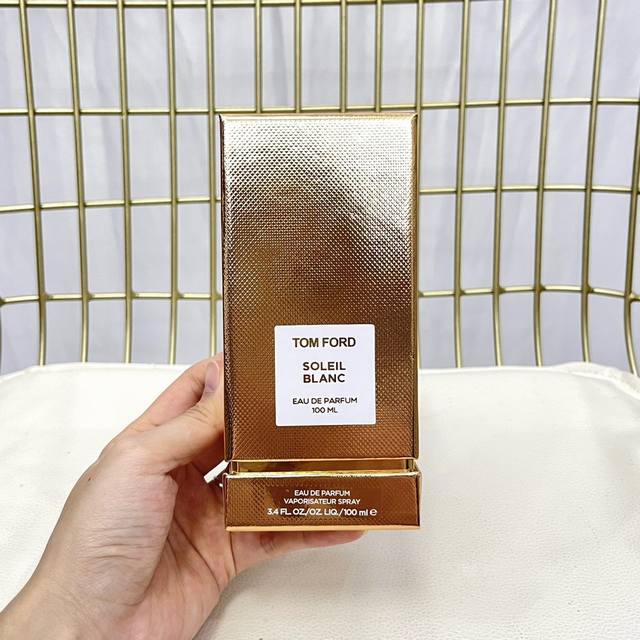 TOM FORD
SOLEIL
BLANC
EAU DE PARFUM
100 ML
EAU DE PARFUM
VAPORISATEUR SPRAY
3.4 FL. OZ./OZ. LIQ./100 ml ℮